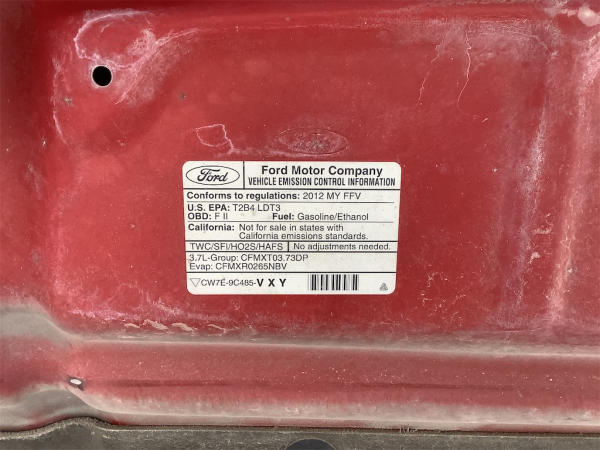 Ford
Ford Motor Company
VEHICLE EMISSION CONTROL INFORMATION
Conforms to regulations: 2012 MY FFV
U.S. EPA: T2B4 LDT3
OBD: F II Fuel: Gasoline/Ethanol
California: Not for sale in states with
California emissions standards.
TWC/SFI/HO2S/HAFS No adjustments needed.
3.7L-Group: CFMXT03.73DP
Evap: CFMXR0265NBV
CW7E-9C485-V X Y